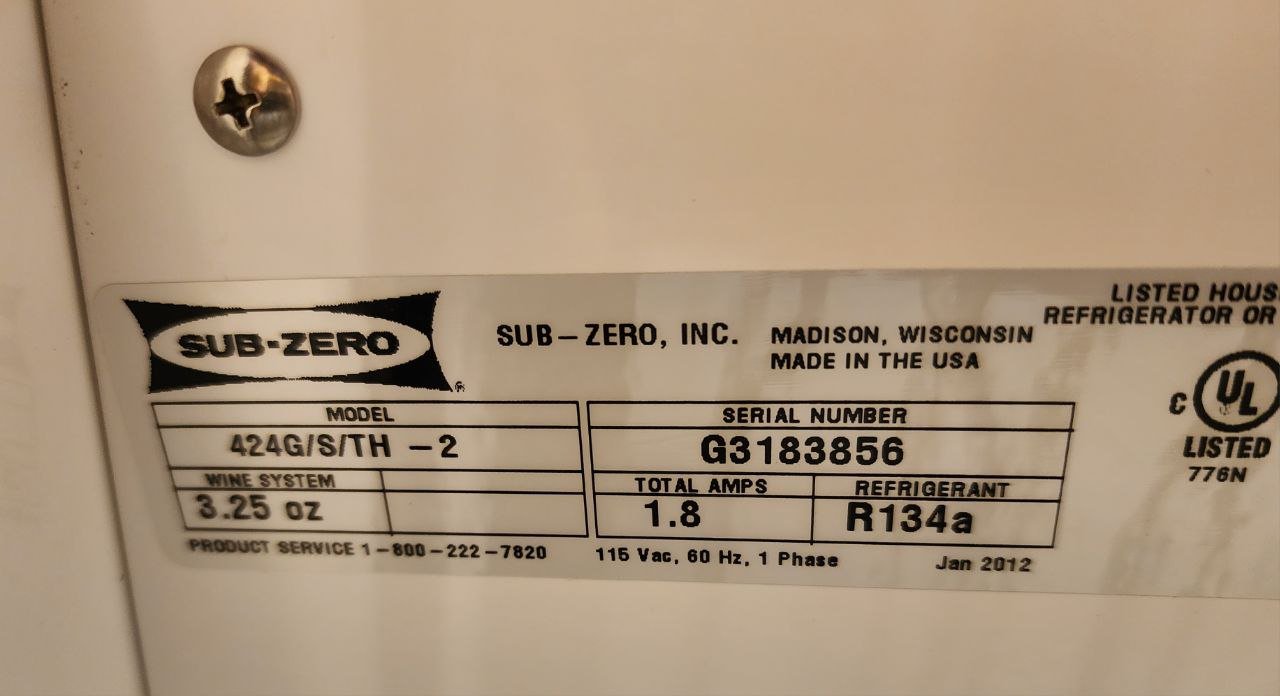 SUB-ZERO
®
SUB-ZERO, INC. MADISON, WISCONSIN
MADE IN THE USA
LISTED HOUS
REFRIGERATOR OR
C UL
LISTED
776N
MODEL
424G/S/TH -2
SERIAL NUMBER
G3183856
WINE SYSTEM
3.25 oz
TOTAL AMPS
1.8
REFRIGERANT
R134a
PRODUCT SERVICE 1-800-222-7820
115 Vac, 60 Hz, 1 Phase
Jan 2012